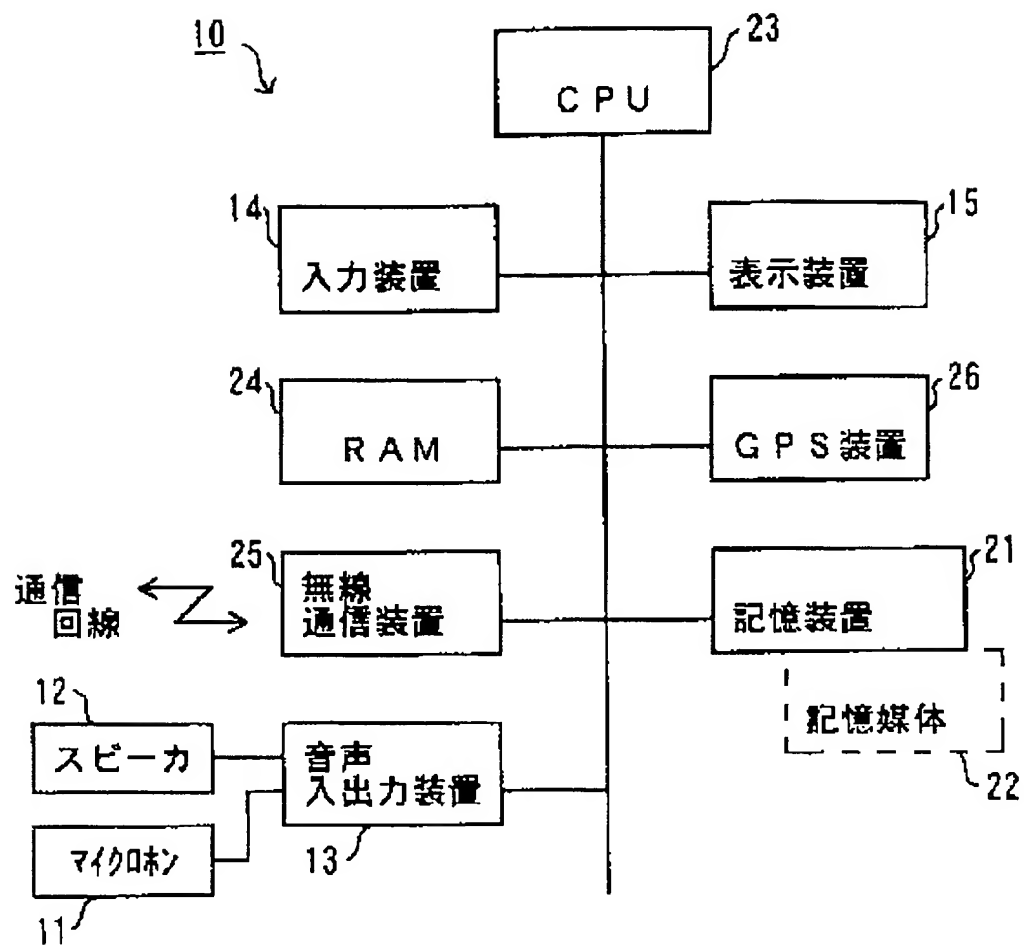 10
23
CPU
14
入力装置
15
表示装置
24
RAM
26
GPS装置
通信
回線
25
無線
通信装置
21
記憶装置
記憶媒体
22
12
スピーカ
音声
入出力装置
13
マイクロホン
11